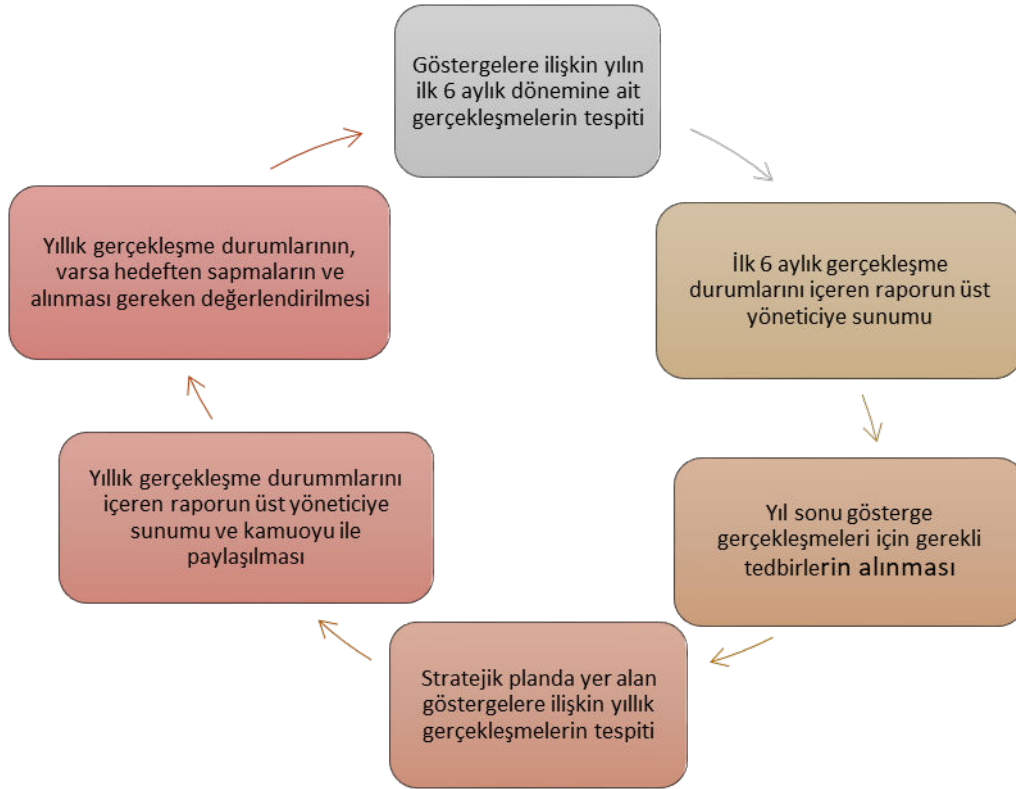 Göstergelere ilişkin yılın
ilk 6 aylık dönemine ait
gerçekleşmelerin tespiti
İlk 6 aylık gerçekleşme
durumlarını içeren raporun üst
yöneticiye sunumu
Yıl sonu gösterge
gerçekleşmeleri için gerekli
tedbirlerin alınması
Stratejik planda yer alan
göstergelere ilişkin yıllık
gerçekleşmelerin tespiti
Yıllık gerçekleşme durummlarını
içeren raporun üst yöneticiye
sunumu ve kamuoyu ile
paylaşılması
Yıllık gerçekleşme durumlarının,
varsa hedeften sapmaların ve
alınması gereken değerlendirilmesi